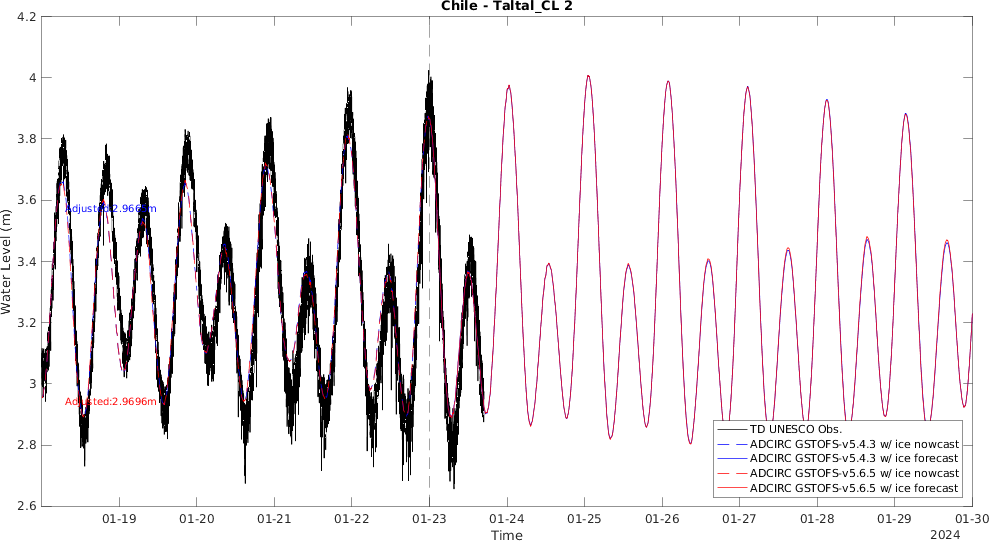 Chile - Taltal_CL 2
4.2
4
3.8
3.6
3.4
3.2
3
2.8
2.6
Water Level (m)
Adjusted:2.9696m
TD UNESCO Obs.
ADCIRC GSTOFS-v5.4.3 w/ ice nowcast
ADCIRC GSTOFS-v5.4.3 w/ ice forecast
ADCIRC GSTOFS-v5.6.5 w/ ice nowcast
ADCIRC GSTOFS-v5.6.5 w/ ice forecast
01-19 01-20 01-21 01-22 01-23 01-24 01-25 01-26 01-27 01-28 01-29 01-30
Time
2024